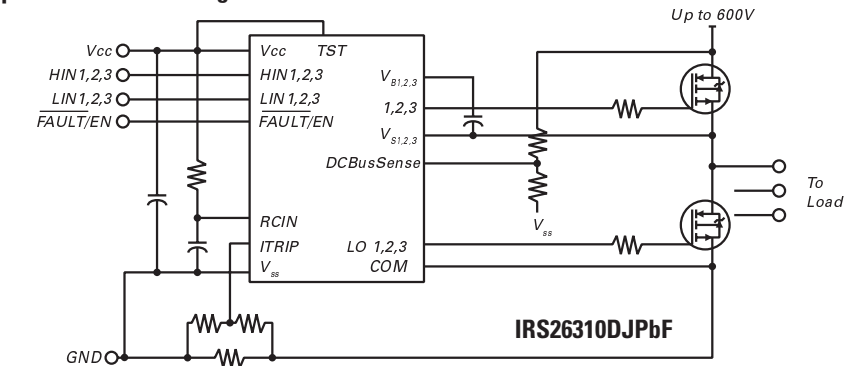 Up to 600V
Vcc
HIN1,2,3
LIN1,2,3
FAULT/EN
GND
Vcc
TST
HIN1,2,3
LIN1,2,3
FAULT/EN
RCIN
ITRIP
Vss
VB1,2,3
1,2,3
VS1,2,3
DCBusSense
LO 1,2,3
COM
Vss
To
Load
IRS26310DJPbF